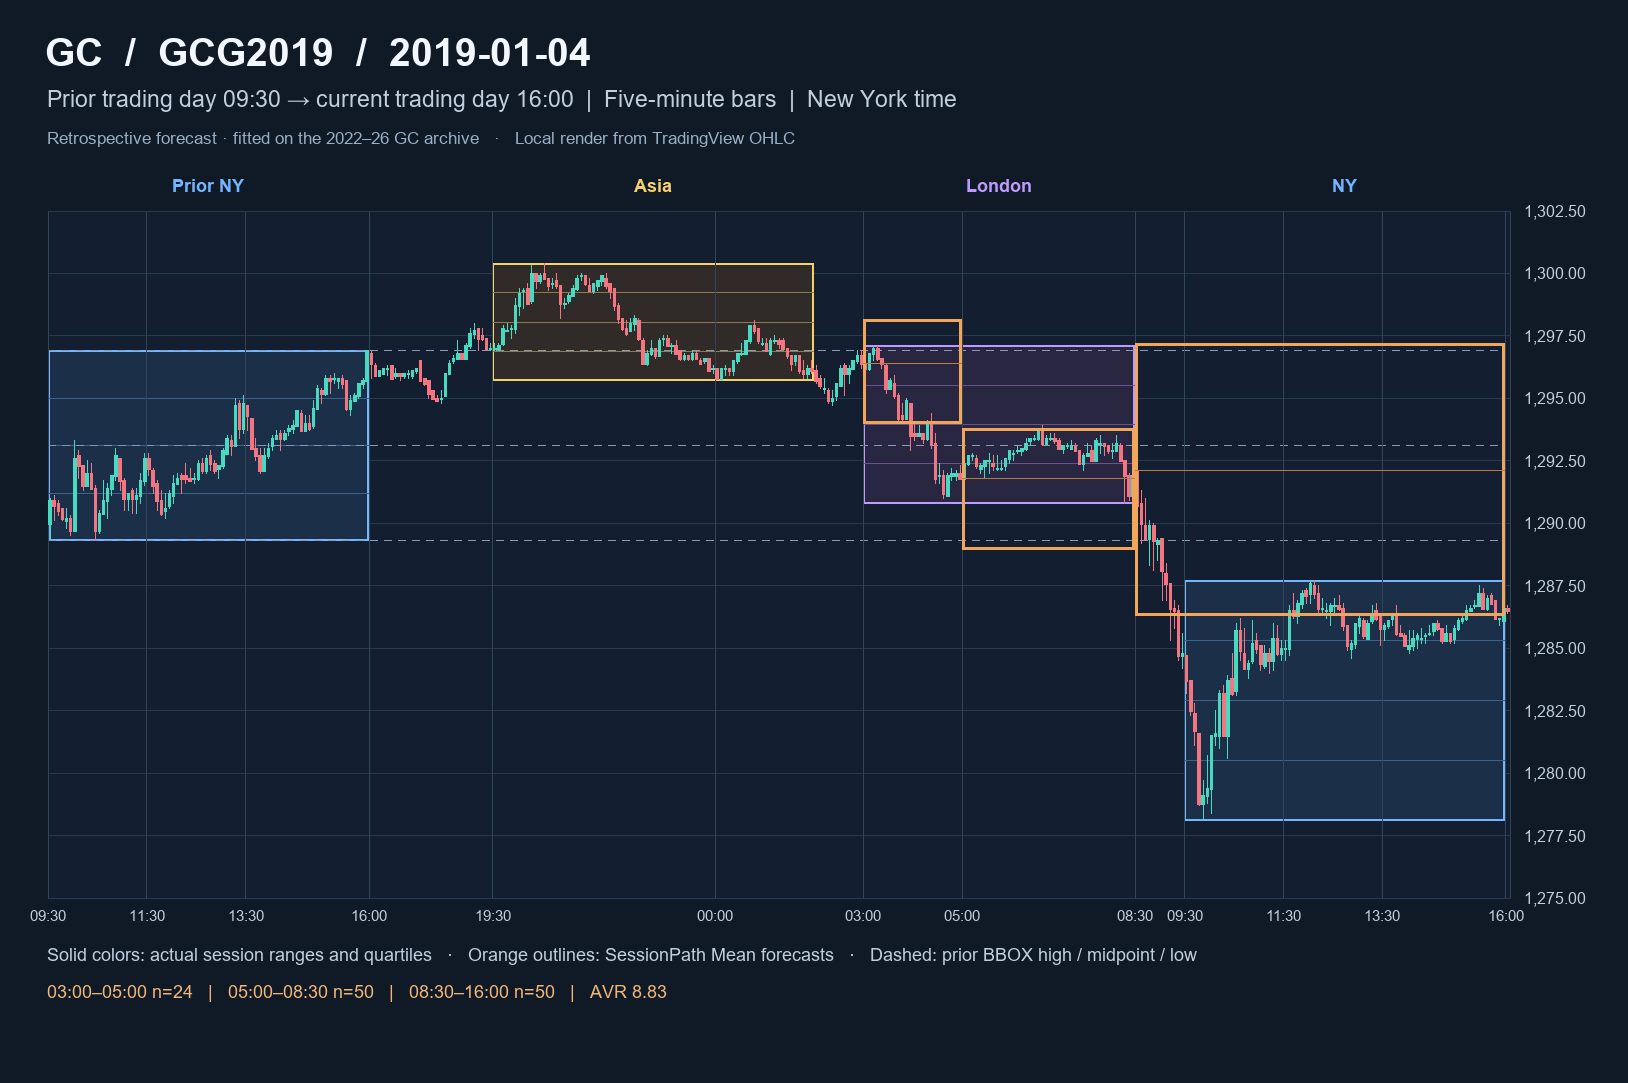 GC / GCG2019 / 2019-01-04
Prior trading day 09:30 → current trading day 16:00 | Five-minute bars | New York time
Retrospective forecast · fitted on the 2022–26 GC archive · Local render from TradingView OHLC
Prior NY Asia London NY
1,302.50
1,300.00
1,297.50
1,295.00
1,292.50
1,290.00
1,287.50
1,285.00
1,282.50
1,280.00
1,277.50
1,275.00
09:30 11:30 13:30 16:00 19:30 00:00 03:00 05:00 08:30 09:30 11:30 13:30 16:00
Solid colors: actual session ranges and quartiles · Orange outlines: SessionPath Mean forecasts · Dashed: prior BBOX high / midpoint / low
03:00–05:00 n=24 | 05:00–08:30 n=50 | 08:30–16:00 n=50 | AVR 8.83